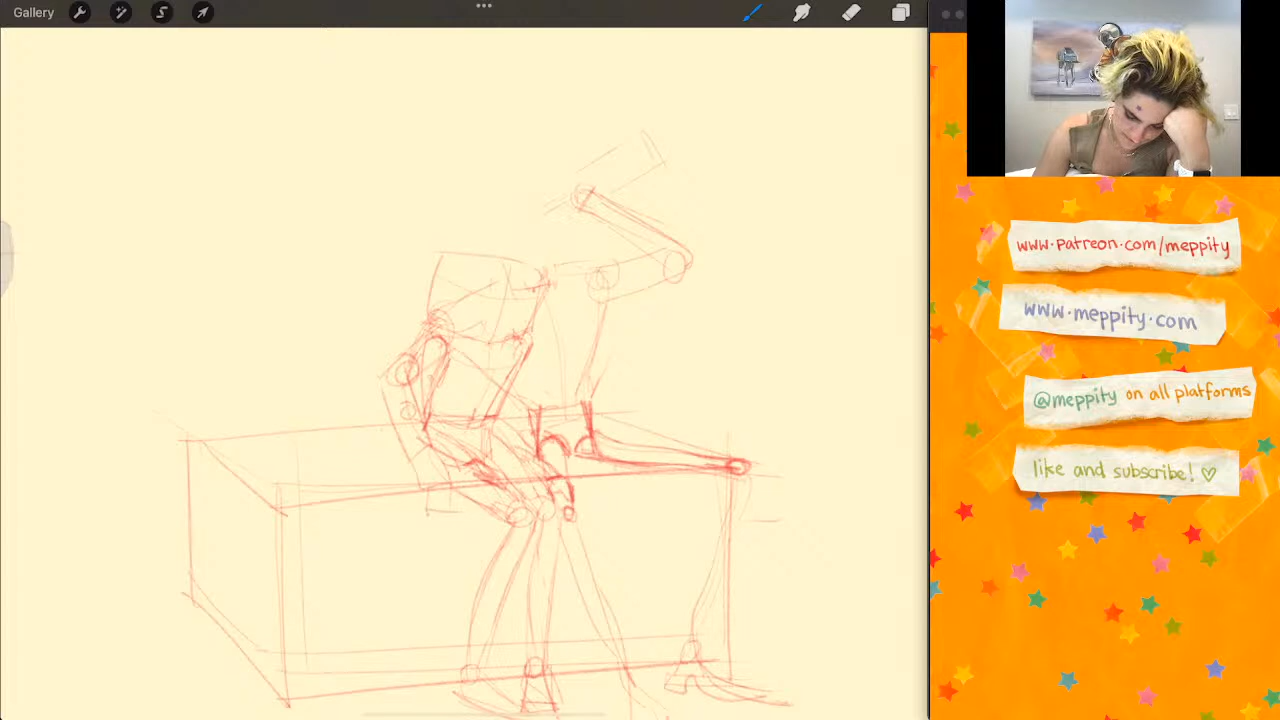 Gallery
www.patreon.com/meppity
www.meppity.com
@meppity on all platforms
like and subscribe! ♡